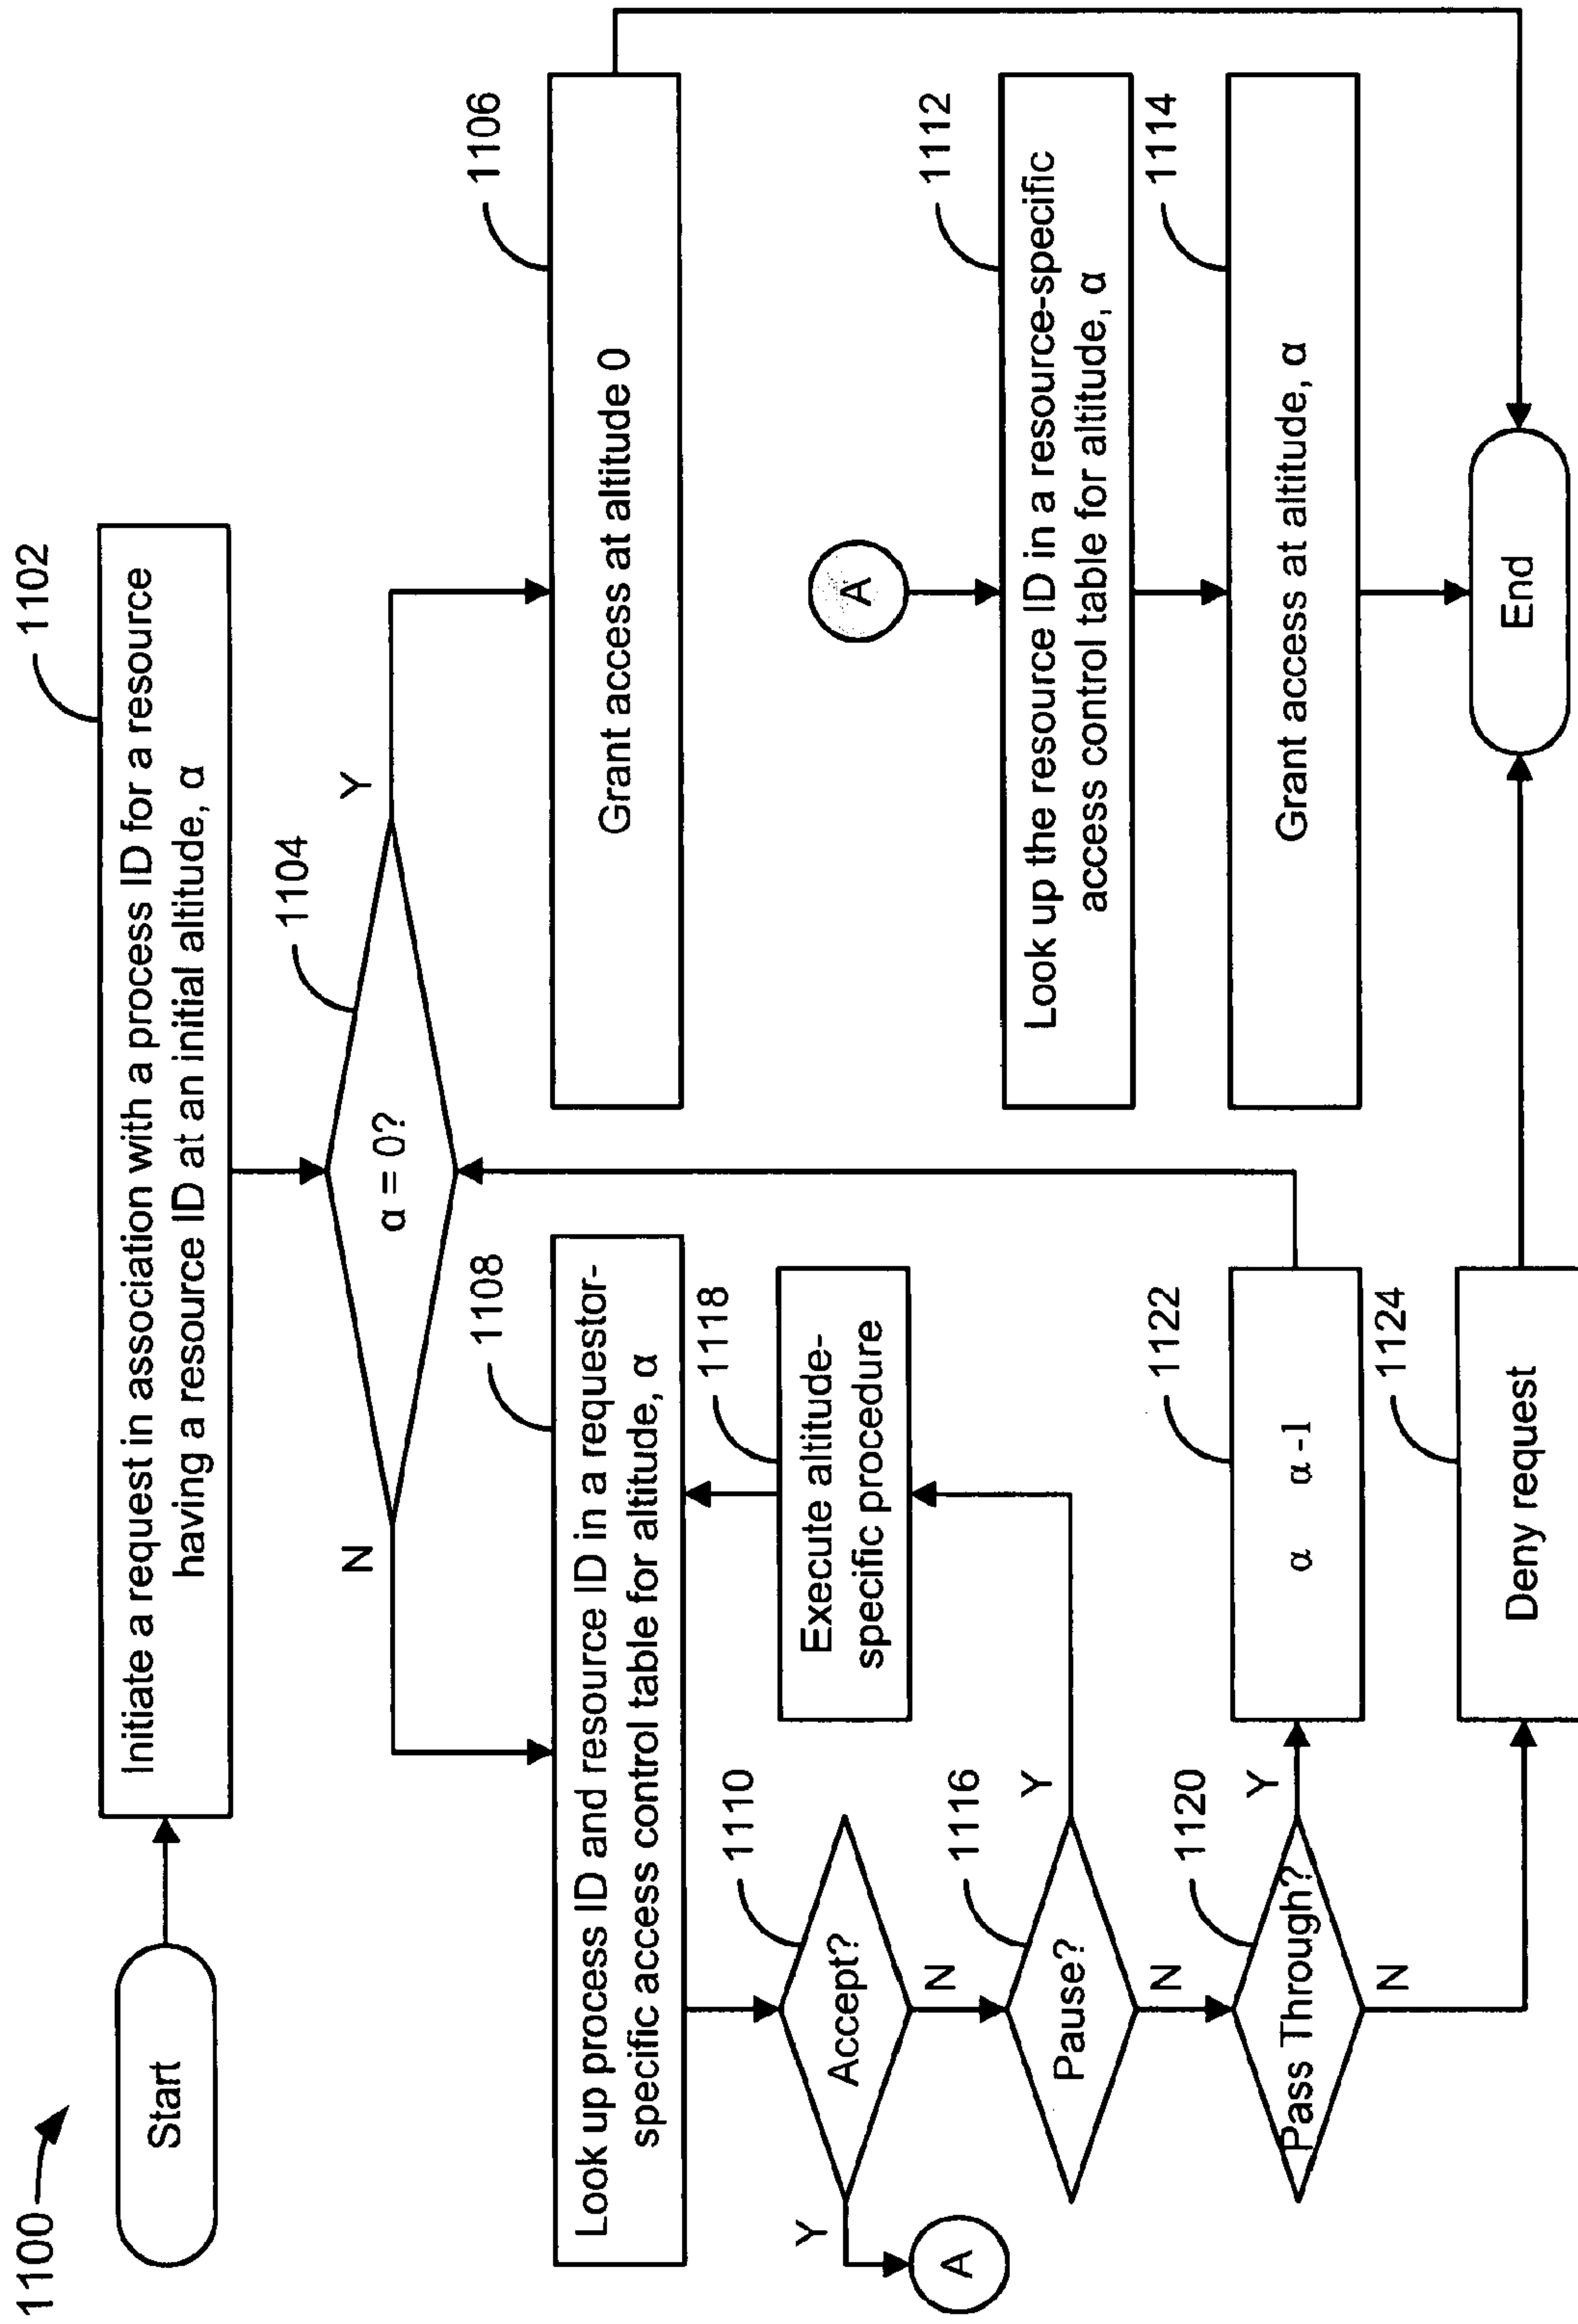 1100
Start
1102
Initiate a request in association with a process ID for a resource
having a resource ID at an initial altitude, α
1104
α = 0?
Y
N
1106
Grant access at altitude 0
1108
Look up process ID and resource ID in a requestor-
specific access control table for altitude, α
1110
Accept?
Y
N
A
A
1112
Look up the resource ID in a resource-specific
access control table for altitude, α
1114
Grant access at altitude, α
1116
Pause?
Y
N
1118
Execute altitude-
specific procedure
1120
Pass Through?
Y
N
1122
α α -1
1124
Deny request
End